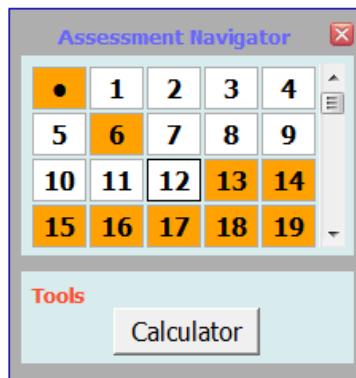 Assessment Navigator
● 1 2 3 4
5 6 7 8 9
10 11 12 13 14
15 16 17 18 19
Tools
Calculator